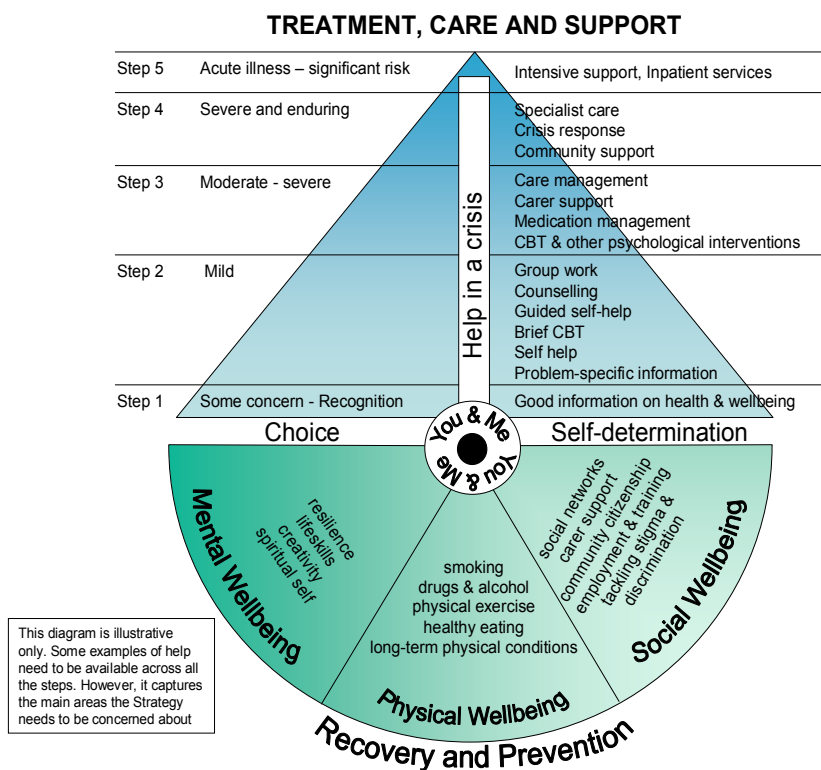 TREATMENT, CARE AND SUPPORT
Step 5 Acute illness – significant risk Intensive support, Inpatient services
Step 4 Severe and enduring Specialist care
Crisis response
Community support
Step 3 Moderate - severe Care management
Carer support
Medication management
CBT & other psychological interventions
Step 2 Mild Group work
Counselling
Guided self-help
Brief CBT
Self help
Problem-specific information
Step 1 Some concern - Recognition Good information on health & wellbeing
Help in a crisis
Choice
You & Me
You & Me
Self-determination
Mental Wellbeing
resilience
lifeskills
creativity
spiritual self
smoking
drugs & alcohol
physical exercise
healthy eating
long-term physical conditions
Physical Wellbeing
social networks
carer support
community citizenship
employment & training
tackling stigma &
discrimination
Social Wellbeing
Recovery and Prevention
This diagram is illustrative
only. Some examples of help
need to be available across all
the steps. However, it captures
the main areas the Strategy
needs to be concerned about